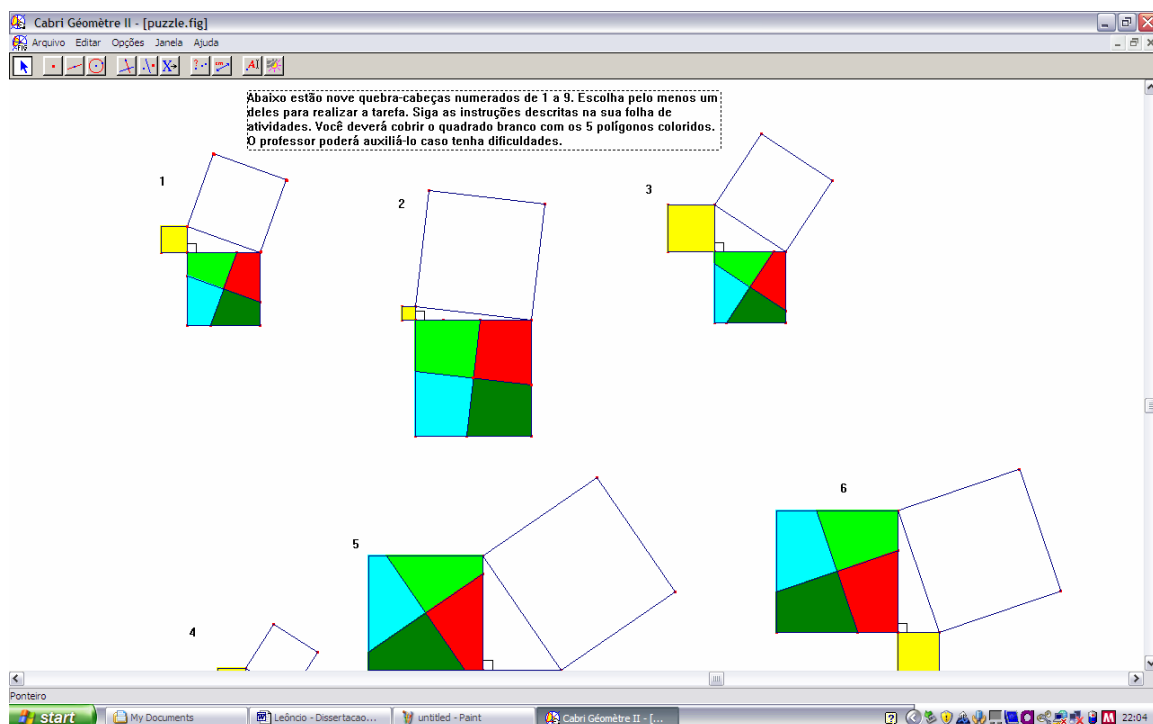 Cabri Géomètre II - [puzzle.fig]
Arquivo Editar Opções Janela Ajuda
Abaixo estão nove quebra-cabeças numerados de 1 a 9. Escolha pelo menos um
deles para realizar a tarefa. Siga as instruções descritas na sua folha de
atividades. Você deverá cobrir o quadrado branco com os 5 polígonos coloridos.
O professor poderá auxiliá-lo caso tenha dificuldades.
1
2
3
4
5
6
Ponteiro
start My Documents Leôncio - Dissertacao... untitled - Paint Cabri Géomètre II - [... 22:04